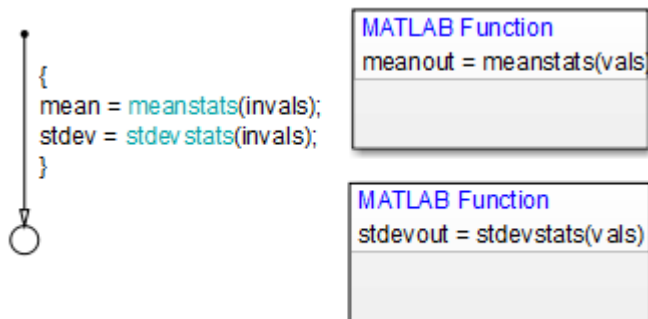 {
mean = meanstats(invals);
stdev = stdevstats(invals);
}
MATLAB Function
meanout = meanstats(vals)
MATLAB Function
stdevout = stdevstats(vals)